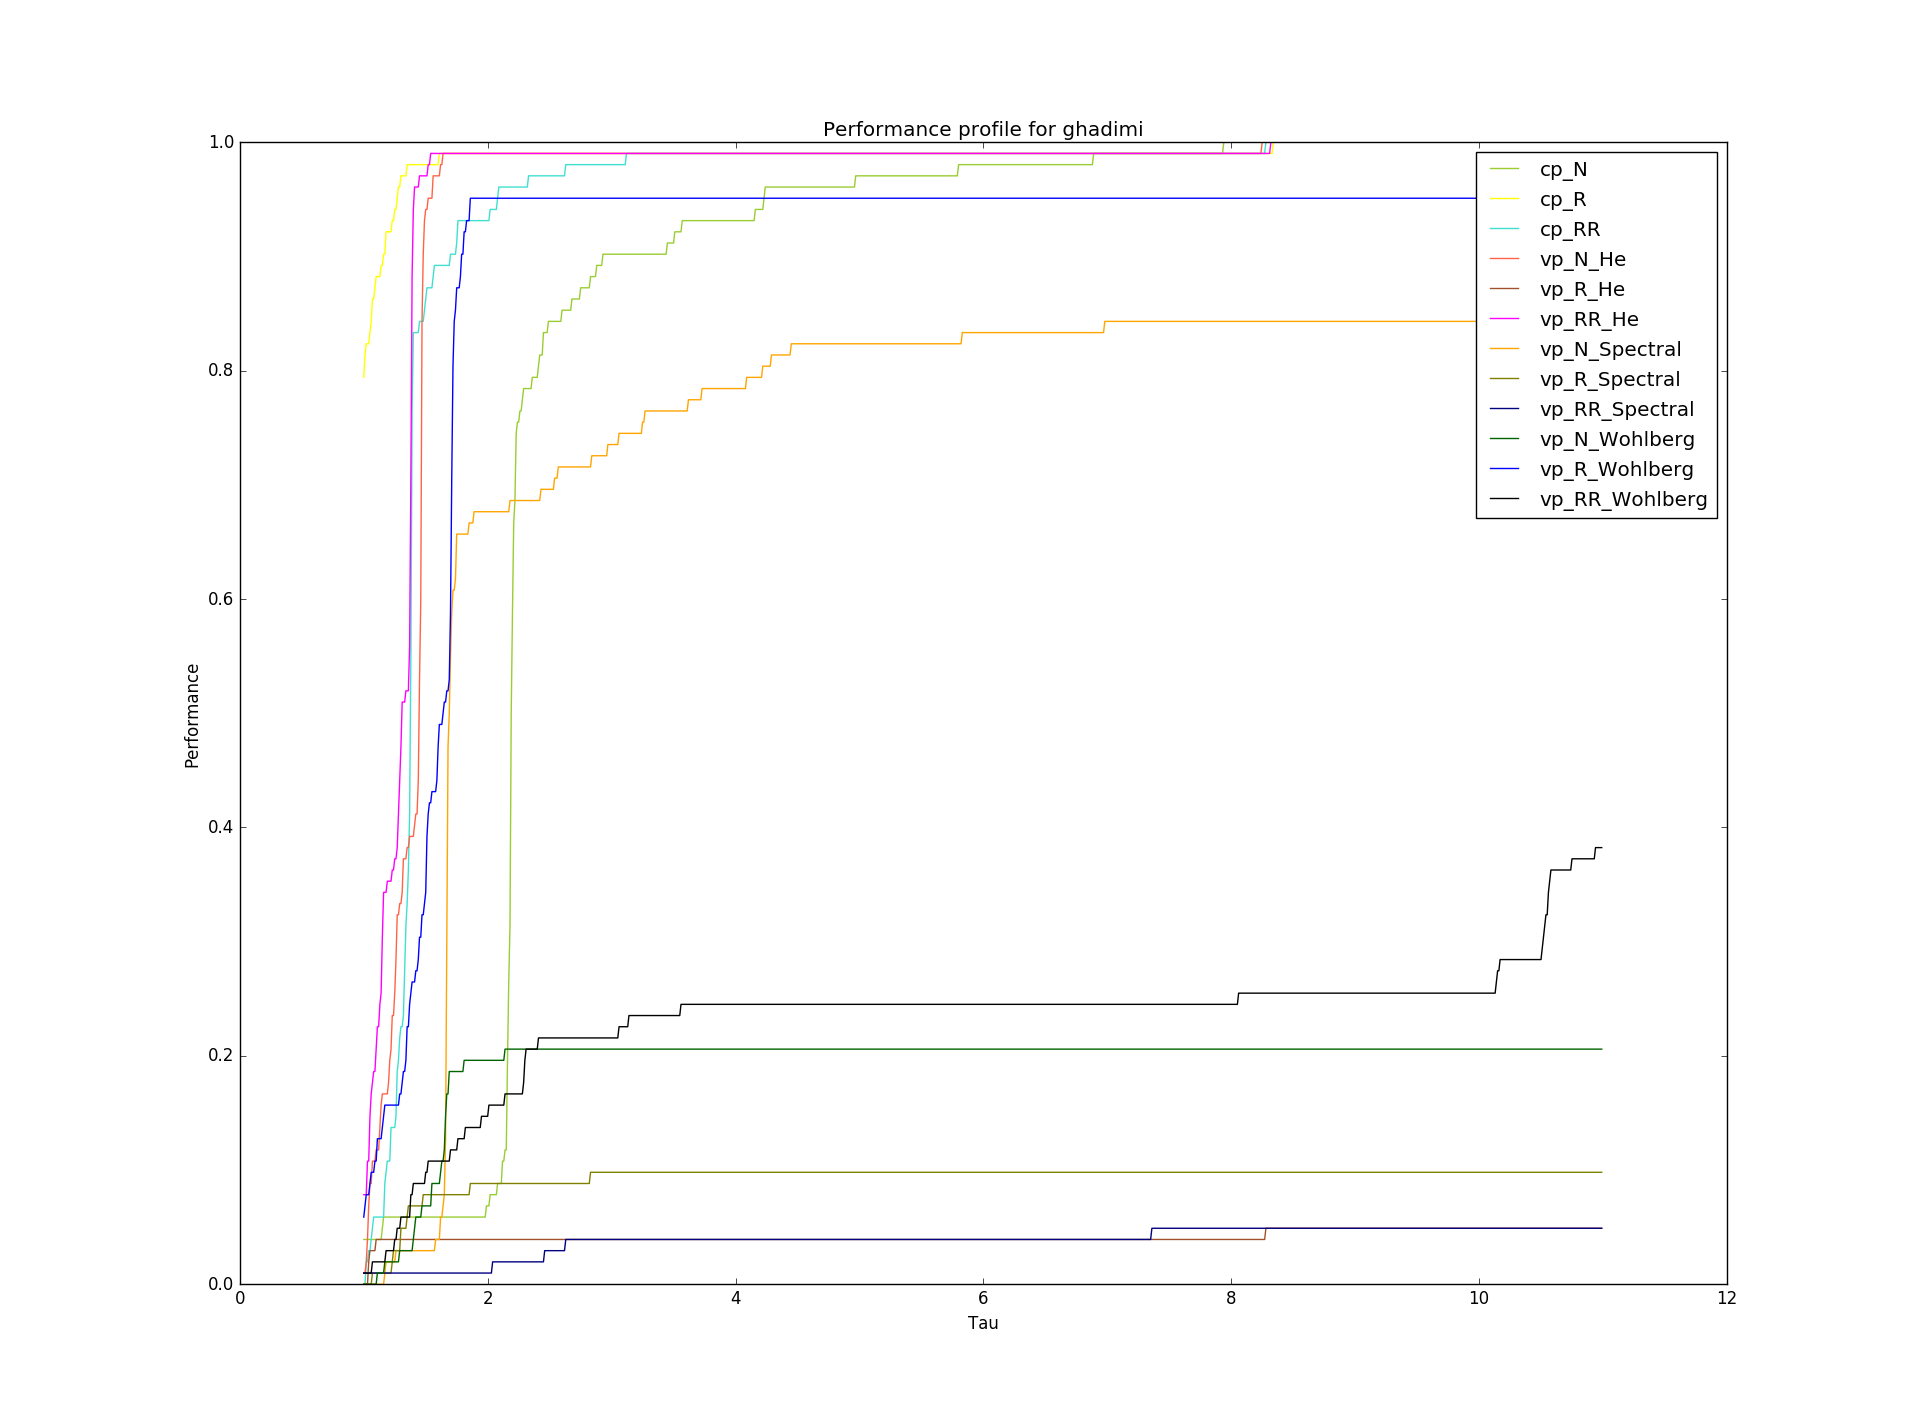 Performance profile for ghadimi
1.0
0.8
0.6
0.4
0.2
0.0
Performance
0
2
4
6
8
10
12
Tau
cp_N
cp_R
cp_RR
vp_N_He
vp_R_He
vp_RR_He
vp_N_Spectral
vp_R_Spectral
vp_RR_Spectral
vp_N_Wohlberg
vp_R_Wohlberg
vp_RR_Wohlberg